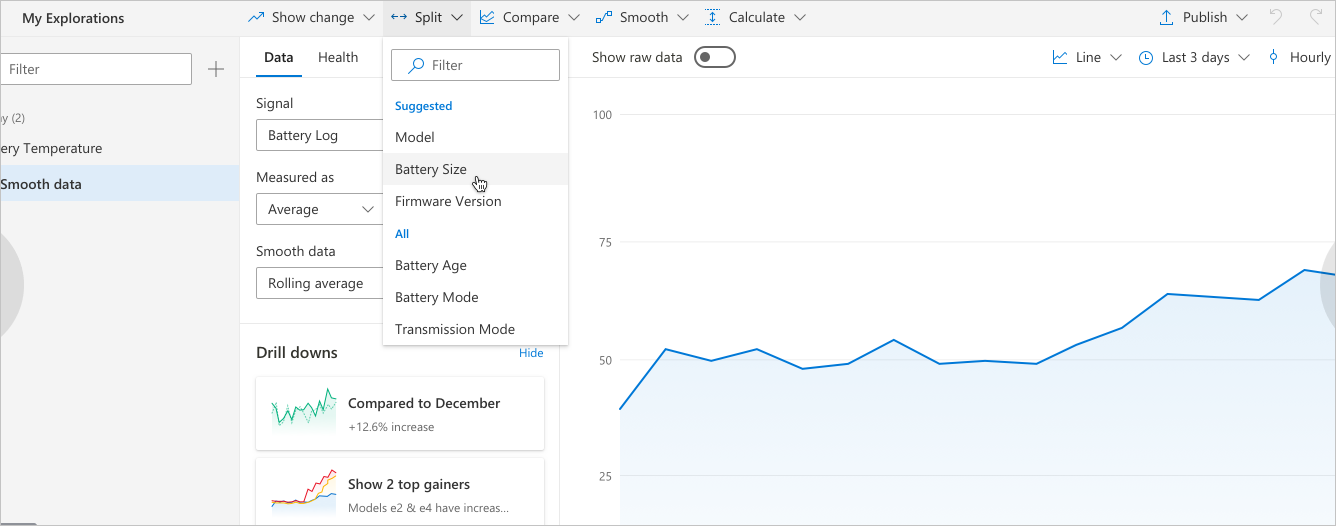 My Explorations
Show change
Split
Compare
Smooth
Calculate
Publish
Filter
ay (2)
ery Temperature
Smooth data
Data
Health
Signal
Battery Log
Measured as
Average
Smooth data
Rolling average
Drill downs
Hide
Compared to December
+12.6% increase
Show 2 top gainers
Models e2 & e4 have increas...
Filter
Suggested
Model
Battery Size
Firmware Version
All
Battery Age
Battery Mode
Transmission Mode
Show raw data
Line
Last 3 days
Hourly
100
75
50
25